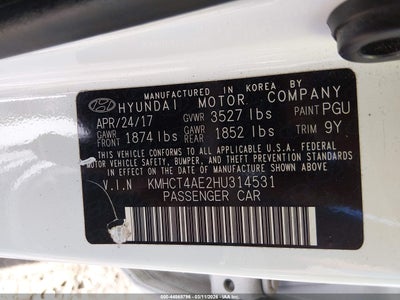 MANUFACTURED IN KOREA BY
HYUNDAI MOTOR COMPANY
APR/24/17 GVWR 3527 lbs PAINT PGU
GAWR FRONT 1874 lbs GAWR REAR 1852 lbs TRIM 9Y
THIS VEHICLE CONFORMS TO ALL APPLICABLE U.S.A. FEDERAL
MOTOR VEHICLE SAFETY, BUMPER, AND THEFT PREVENTION
STANDARDS IN EFFECT ON THE DATE OF MANUFACTURE
SHOWN ABOVE.
V.I.N KMHCT4AE2HU314531
PASSENGER CAR